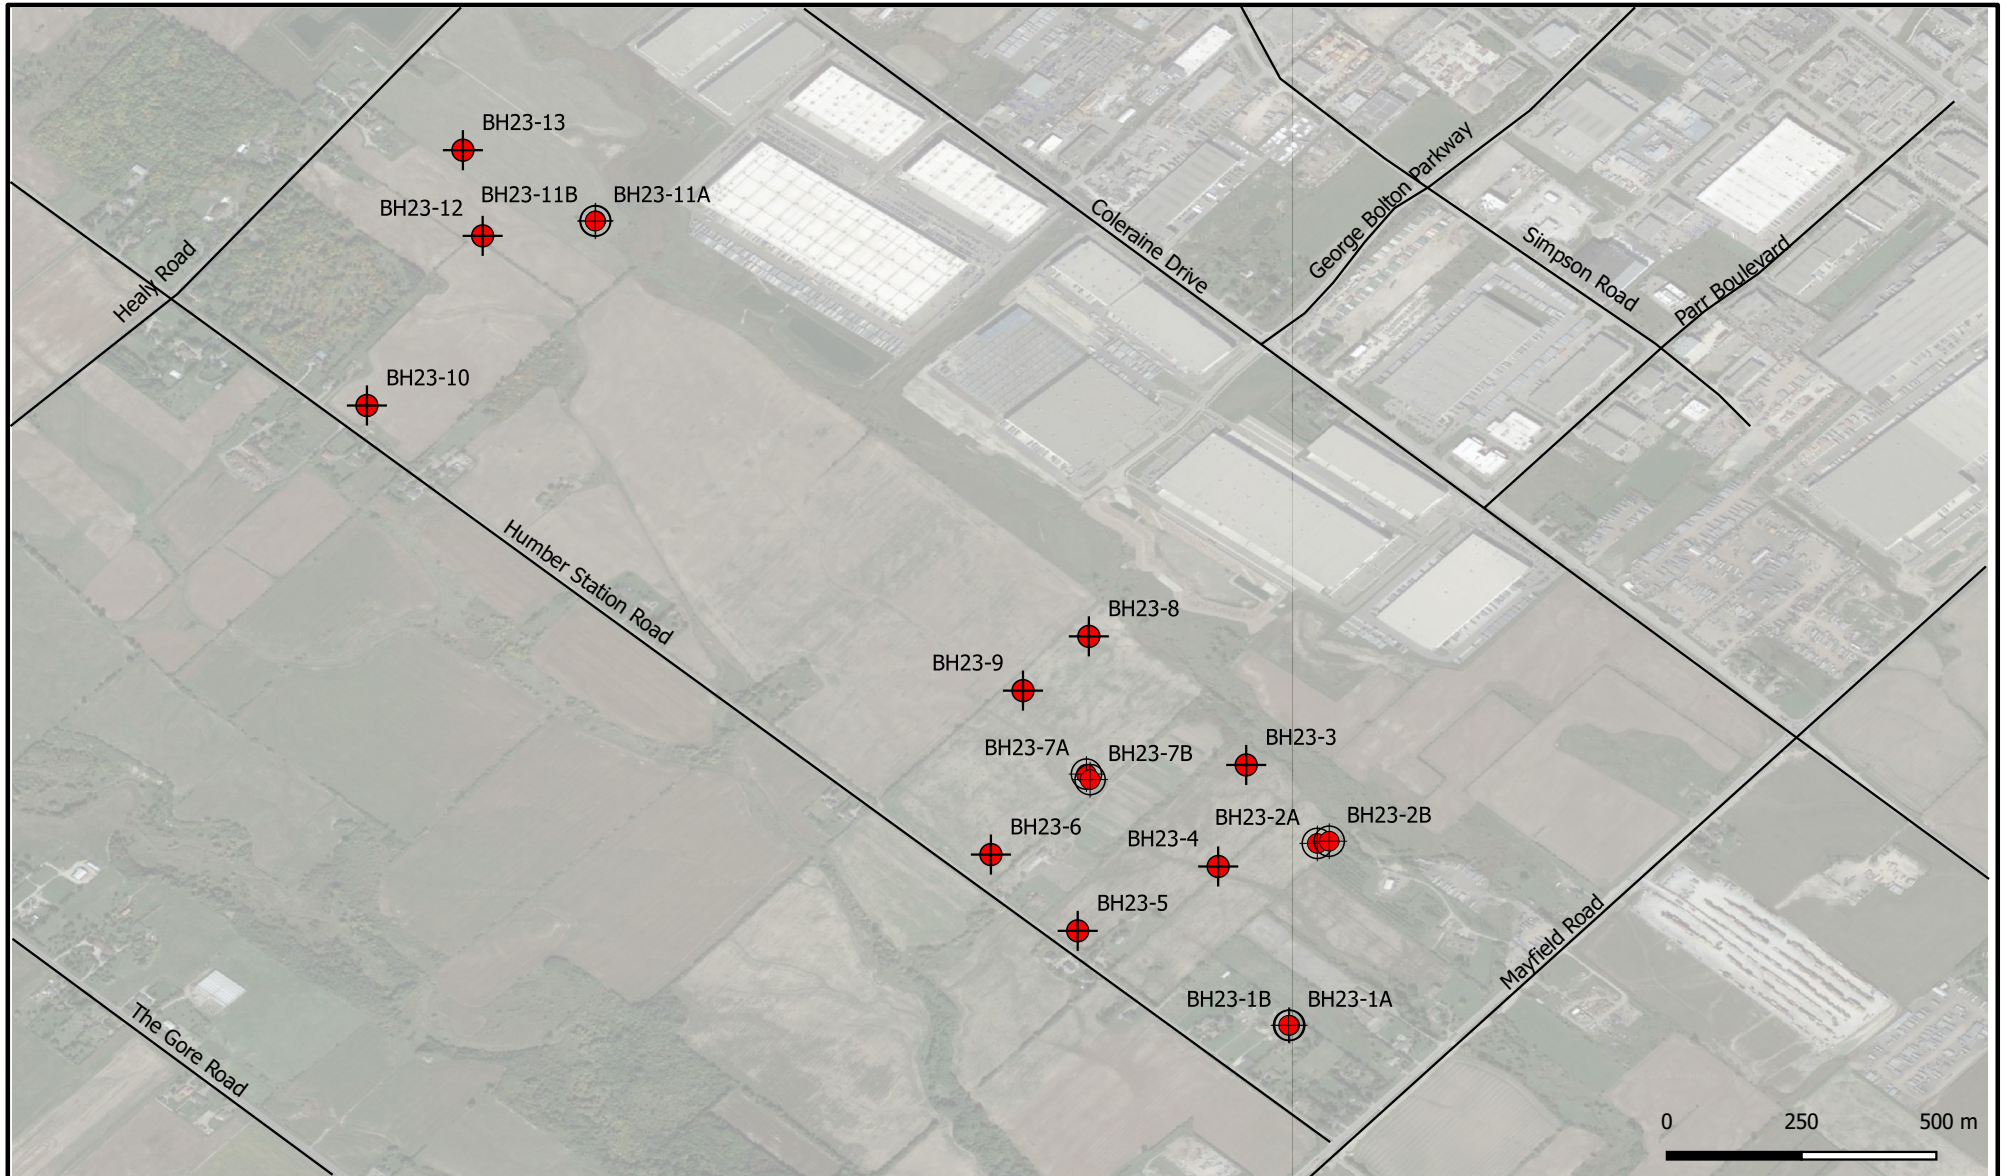 BH23-13
BH23-11B
BH23-11A
BH23-12
Healy Road
BH23-10
Coleraine Drive
George Bolton Parkway
Simpson Road
Parr Boulevard
Humber Station Road
BH23-8
BH23-9
BH23-7A
BH23-7B
BH23-3
BH23-2A
BH23-2B
BH23-6
BH23-4
BH23-5
Mayfield Road
BH23-1B
BH23-1A
The Gore Road
0 250 500 m